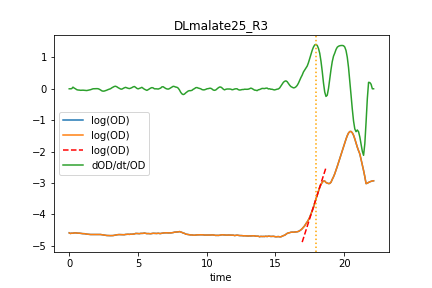 DLmalate25_R3
1
0
−1
−2
−3
−4
−5
log(OD)
log(OD)
log(OD)
dOD/dt/OD
0 5 10 15 20
time